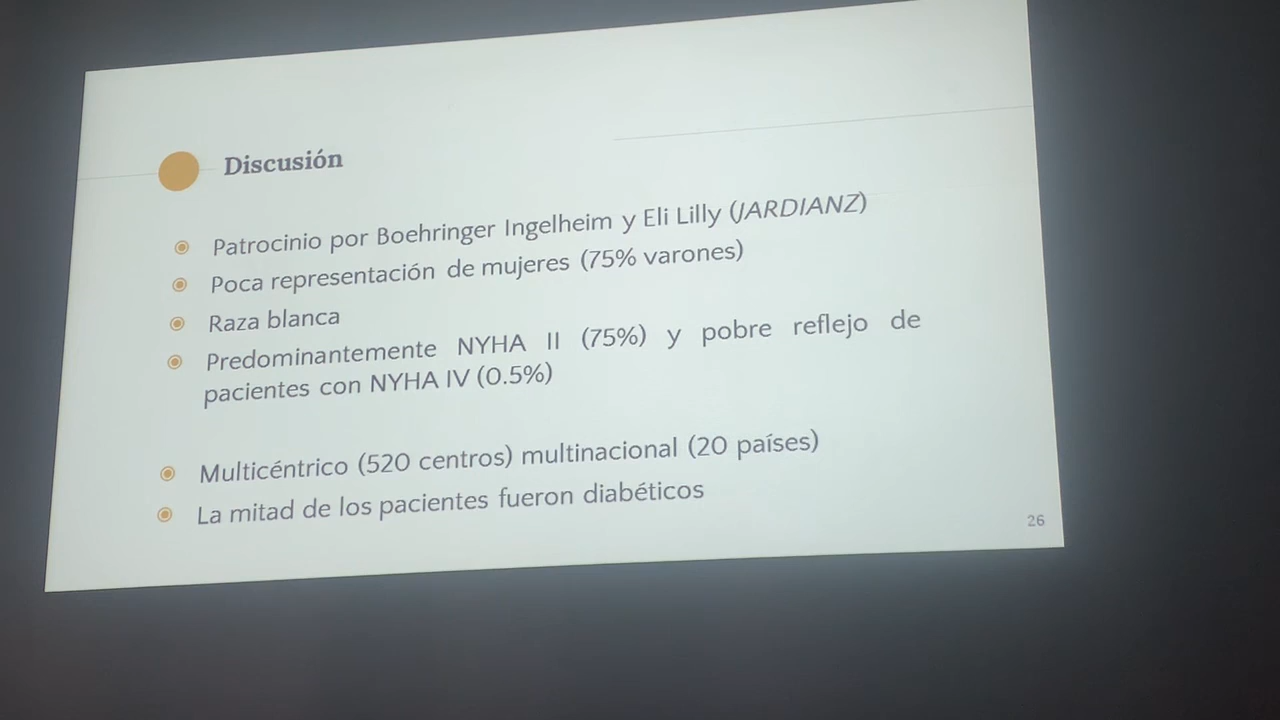 Discusión
Patrocinio por Boehringer Ingelheim y Eli Lilly (JARDIANZ)
Poca representación de mujeres (75% varones)
Raza blanca
Predominantemente NYHA II (75%) y pobre reflejo de
pacientes con NYHA IV (0.5%)
Multicéntrico (520 centros) multinacional (20 países)
La mitad de los pacientes fueron diabéticos
26